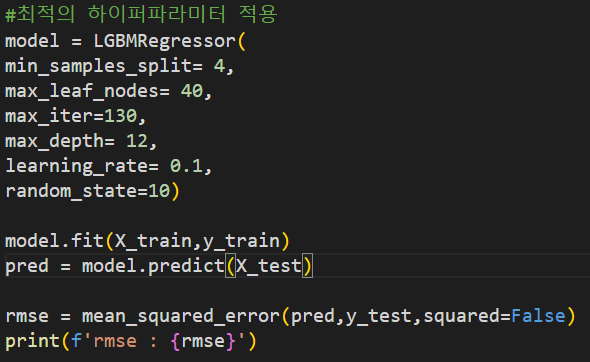 #최적의 하이퍼파라미터 적용
model = LGBMRegressor(
min_samples_split= 4,
max_leaf_nodes= 40,
max_iter=130,
max_depth= 12,
learning_rate= 0.1,
random_state=10)
model.fit(X_train,y_train)
pred = model.predict(X_test)
rmse = mean_squared_error(pred,y_test,squared=False)
print(f'rmse : {rmse}')